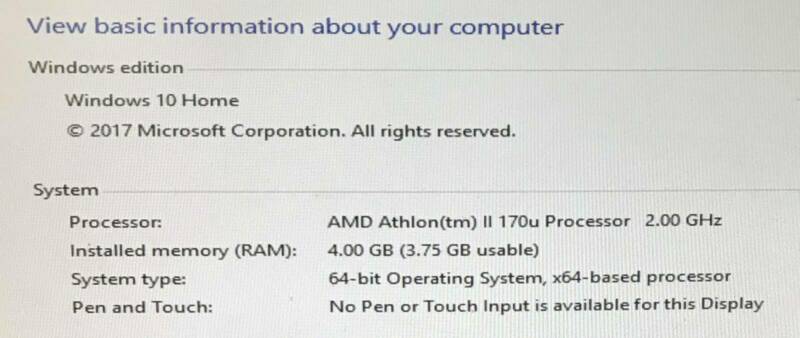 View basic information about your computer
Windows edition
Windows 10 Home
© 2017 Microsoft Corporation. All rights reserved.
System
Processor: AMD Athlon(tm) II 170u Processor 2.00 GHz
Installed memory (RAM): 4.00 GB (3.75 GB usable)
System type: 64-bit Operating System, x64-based processor
Pen and Touch: No Pen or Touch Input is available for this Display